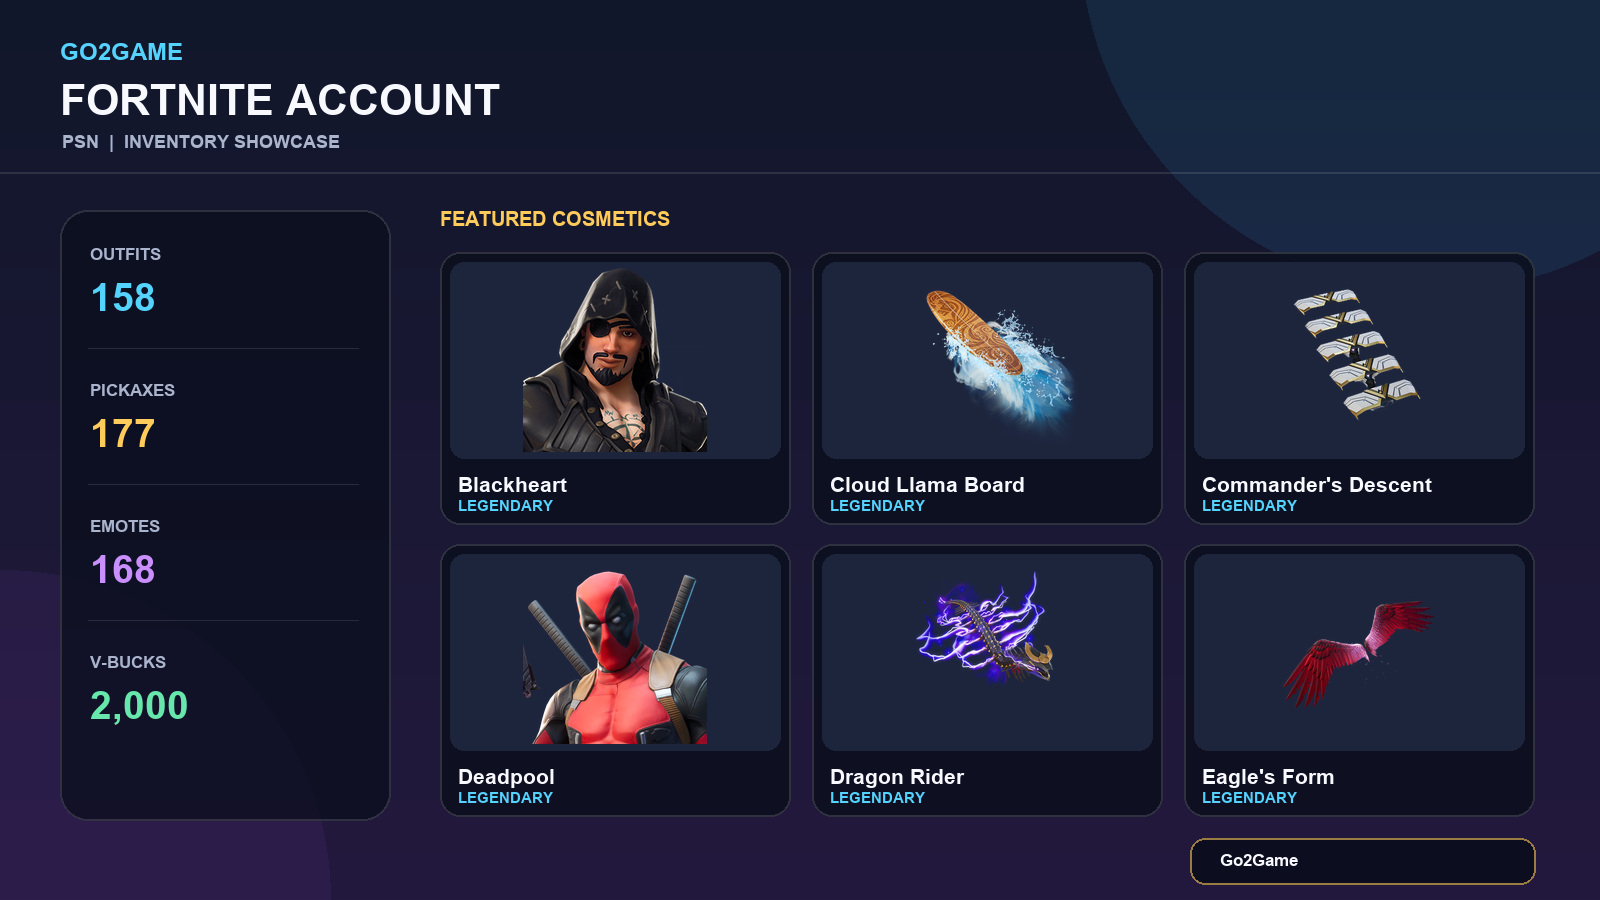 GO2GAME
FORTNITE ACCOUNT
PSN | INVENTORY SHOWCASE
OUTFITS
158
PICKAXES
177
EMOTES
168
V-BUCKS
2,000
FEATURED COSMETICS
Blackheart
LEGENDARY
Cloud Llama Board
LEGENDARY
Commander's Descent
LEGENDARY
Deadpool
LEGENDARY
Dragon Rider
LEGENDARY
Eagle's Form
LEGENDARY
Go2Game